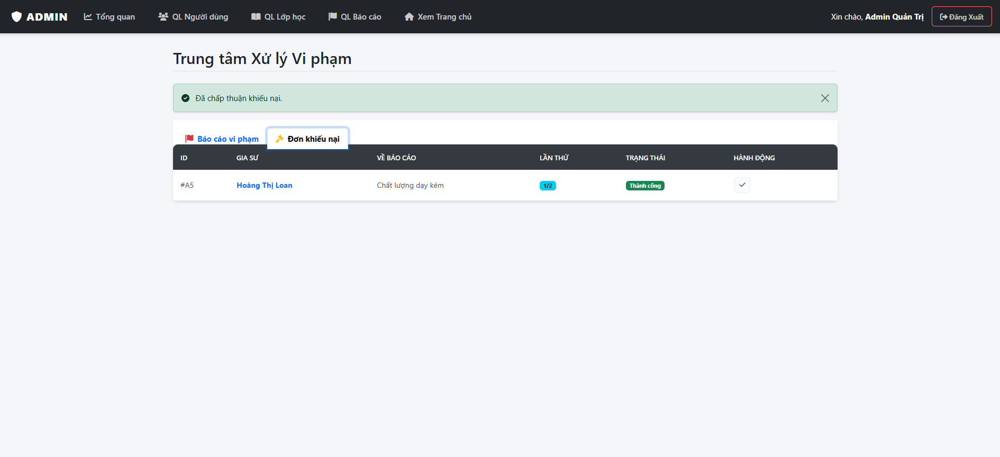 ADMIN Tổng quan QL Người dùng QL Lớp học QL Báo cáo Xem Trang chủ Xin chào, Admin Quản Trị Đăng Xuất
Trung tâm Xử lý Vi phạm
Đã chấp thuận khiếu nại.
Báo cáo vi phạm Đơn khiếu nại
ID GIA SƯ VỀ BÁO CÁO LẦN THỨ TRẠNG THÁI HÀNH ĐỘNG
#A5 Hoàng Thị Loan Chất lượng dạy kém 1/2 Thành công